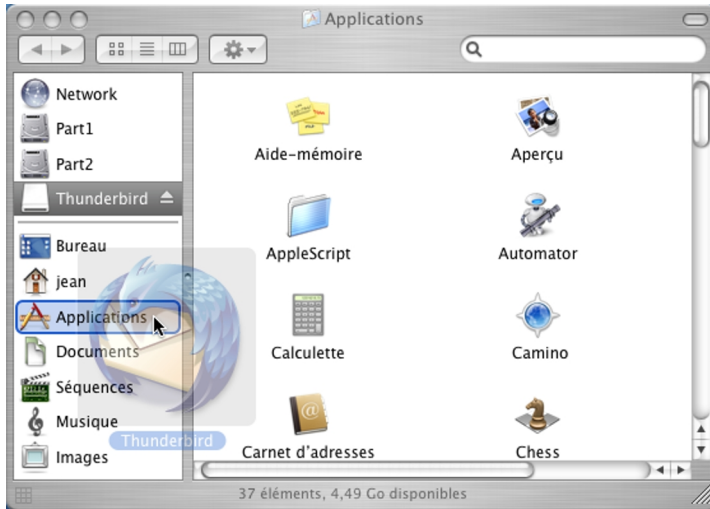 Applications
Network
Part1
Part2
Thunderbird
Bureau
jean
Applications
Documents
Séquences
Musique
Images
Thunderbird
Aide-mémoire
Aperçu
AppleScript
Automator
Calculette
Camino
Carnet d'adresses
Chess
37 éléments, 4,49 Go disponibles